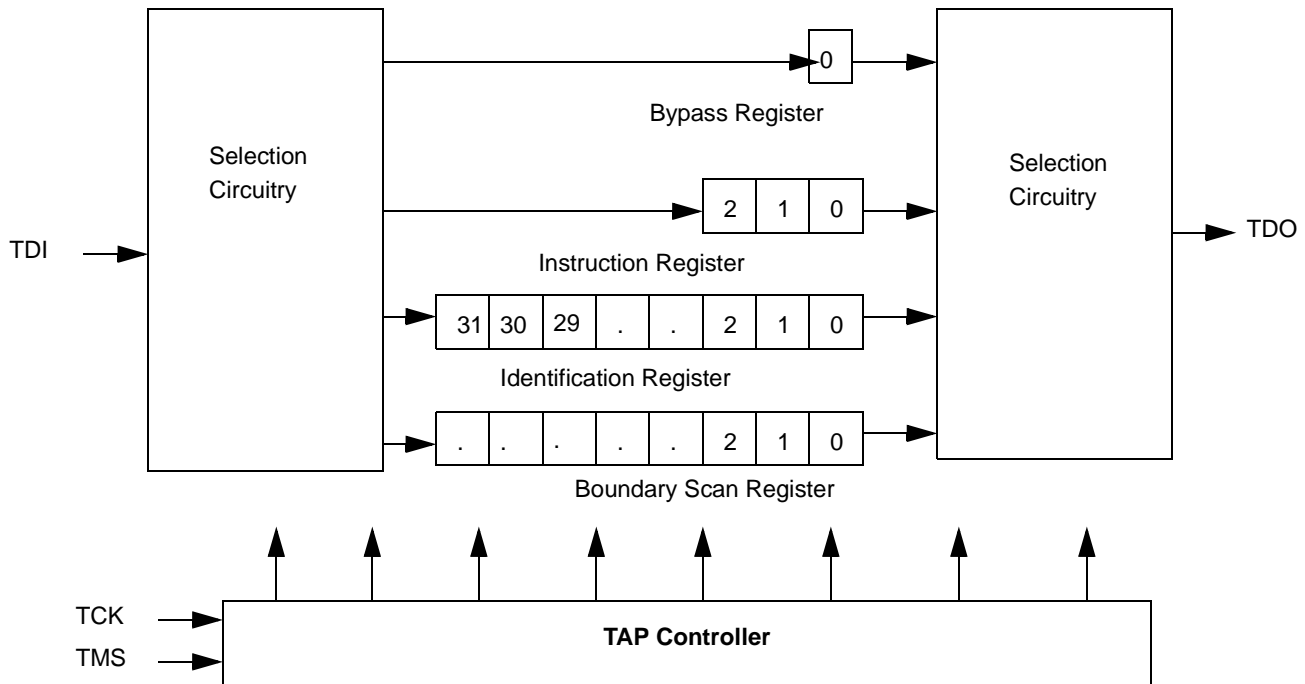 0
Bypass Register
Selection
Circuitry
Selection
Circuitry
2 1 0
TDI
TDO
Instruction Register
31 30 29 . . 2 1 0
Identification Register
. . . . . 2 1 0
Boundary Scan Register
TCK
TMS
TAP Controller